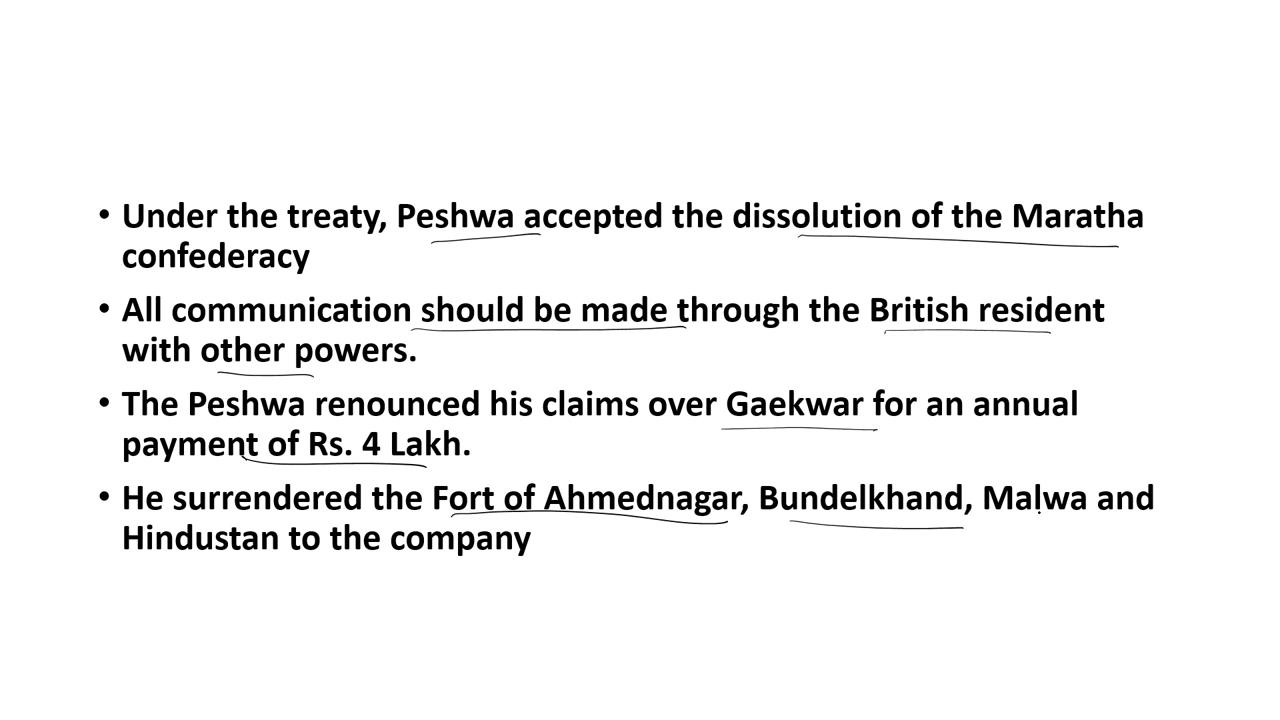 • Under the treaty, Peshwa accepted the dissolution of the Maratha
confederacy
• All communication should be made through the British resident
with other powers.
• The Peshwa renounced his claims over Gaekwar for an annual
payment of Rs. 4 Lakh.
• He surrendered the Fort of Ahmednagar, Bundelkhand, Malwa and
Hindustan to the company